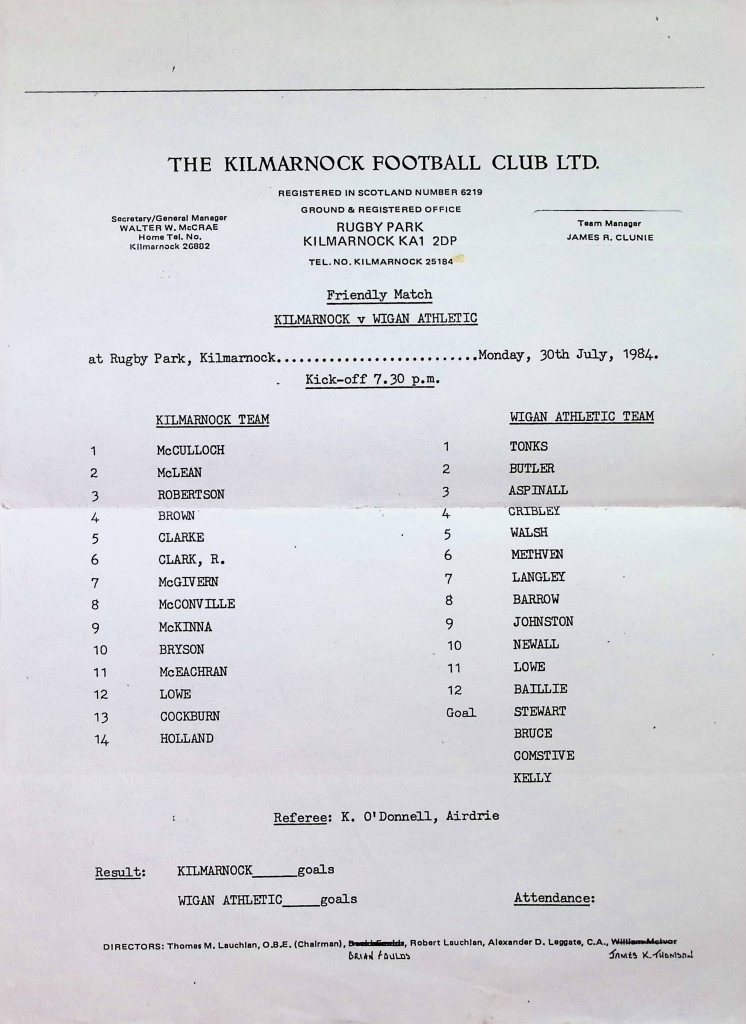 THE KILMARNOCK FOOTBALL CLUB LTD.
REGISTERED IN SCOTLAND NUMBER 6219
GROUND & REGISTERED OFFICE
RUGBY PARK
KILMARNOCK KA1 2DP
TEL. NO. KILMARNOCK 25184
Secretary/General Manager
WALTER W. McCRAE
Home Tel. No.
Kilmarnock 26882
Team Manager
JAMES R. CLUNIE
Friendly Match
KILMARNOCK v WIGAN ATHLETIC
at Rugby Park, Kilmarnock...........................Monday, 30th July, 1984.
Kick-off 7.30 p.m.
KILMARNOCK TEAM
1 McCULLOCH
2 McLEAN
3 ROBERTSON
4 BROWN
5 CLARKE
6 CLARK, R.
7 McGIVERN
8 McCONVILLE
9 McKINNA
10 BRYSON
11 McEACHRAN
12 LOWE
13 COCKBURN
14 HOLLAND
WIGAN ATHLETIC TEAM
1 TONKS
2 BUTLER
3 ASPINALL
4 CRIBLEY
5 WALSH
6 METHVEN
7 LANGLEY
8 BARROW
9 JOHNSTON
10 NEWALL
11 LOWE
12 BAILLIE
Goal STEWART
BRUCE
COMSTIVE
KELLY
Referee: K. O'Donnell, Airdrie
Result: KILMARNOCK______goals
WIGAN ATHLETIC_____goals
Attendance:
DIRECTORS: Thomas M. Lauchlan, O.B.E. (Chairman), Robert Lauchlan, Alexander D. Leggate, C.A., William McIvor
BRIAN FOULDS JAMES K. THOMSON